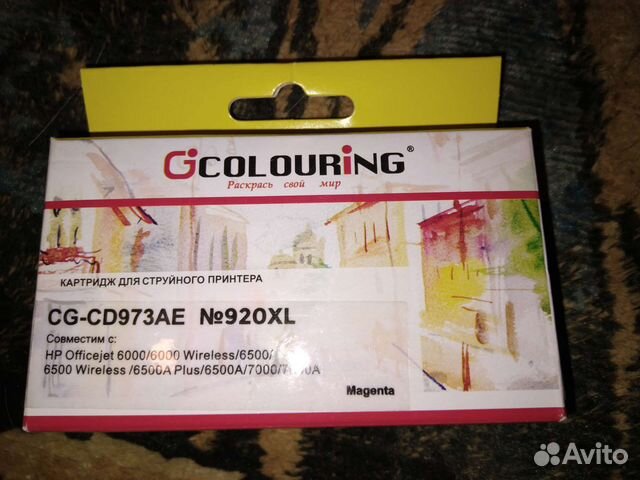 GCOLOURiNG®
Раскрась свой мир
КАРТРИДЖ ДЛЯ СТРУЙНОГО ПРИНТЕРА
CG-CD973AE №920XL
Совместим с:
HP Officejet 6000/6000 Wireless/6500/
6500 Wireless /6500A Plus/6500A/7000/
Magenta
Avito